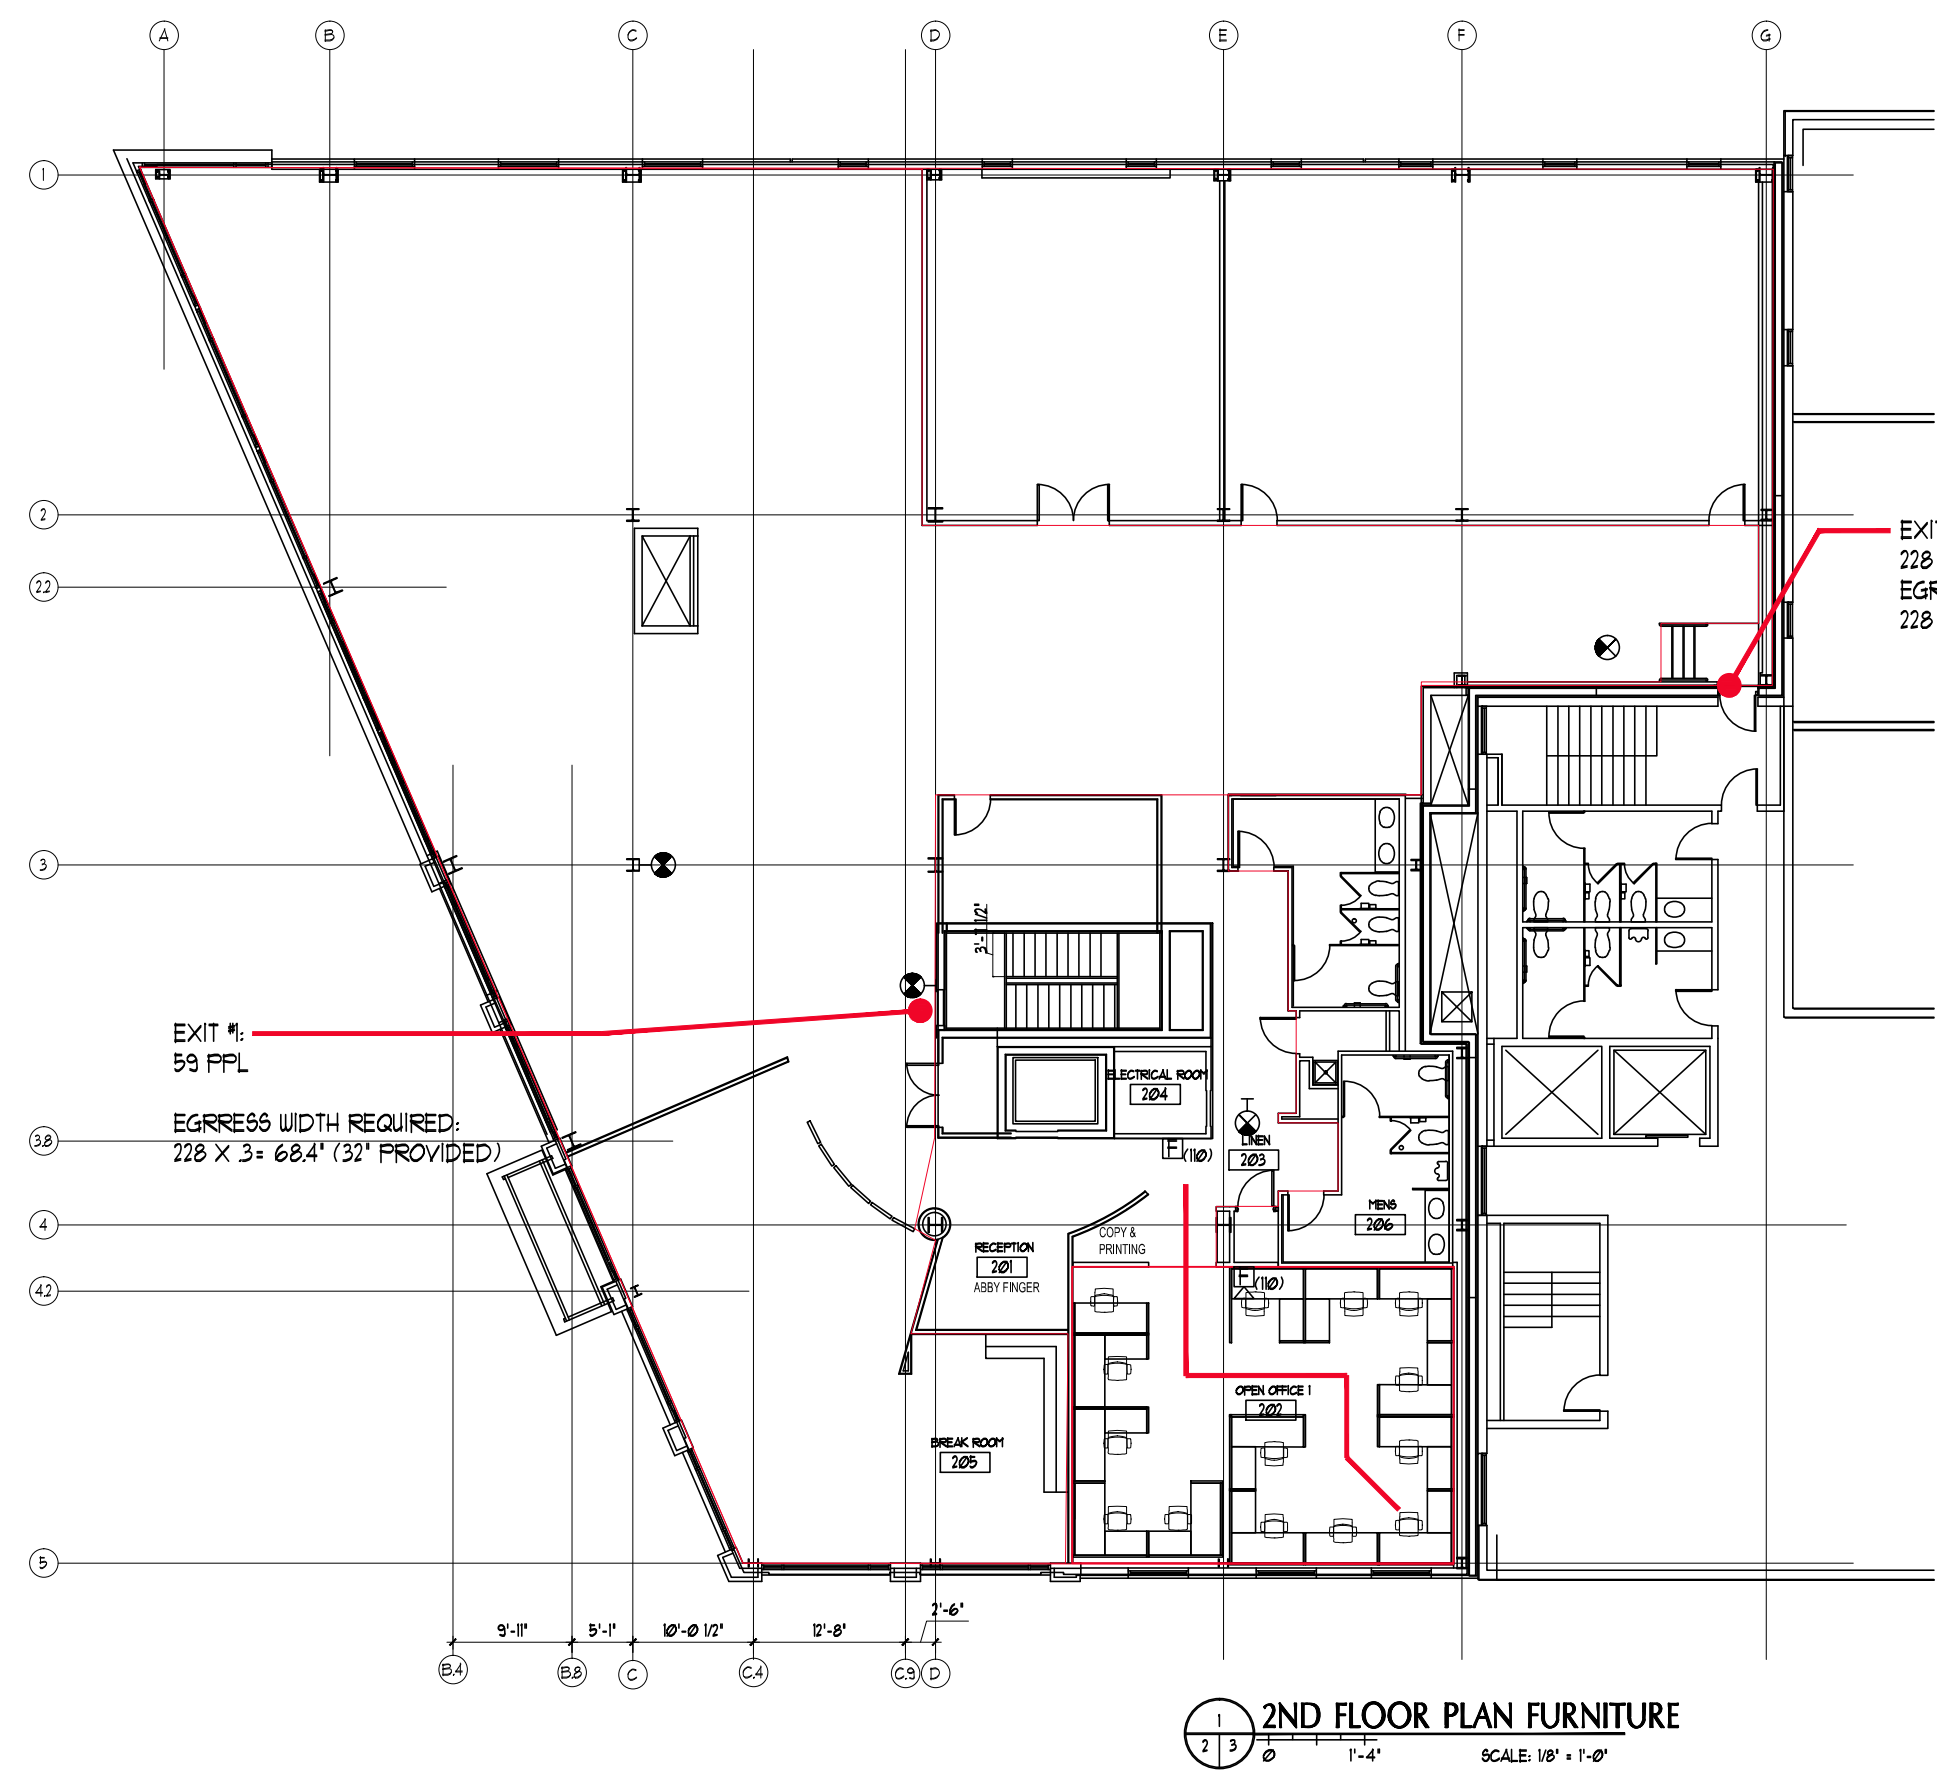 A B C D E F G
1
2
EXIT
228
EGR
228
2.2
3
3'-11 1/2"
EXIT #1:
59 PPL
EGRRESS WIDTH REQUIRED:
228 X .3= 68.4" (32" PROVIDED)
ELECTRICAL ROOM
204
3.8
F (110)
LINEN
203
MENS
206
4
COPY &
PRINTING
RECEPTION
201
ABBY FINGER
F (110)
4.2
OPEN OFFICE 1
202
BREAK ROOM
205
5
9'-11" 5'-1" 10'-0 1/2" 12'-8" 2'-6"
B.4 B.8 C C.4 C.9 D
1
2 3
2ND FLOOR PLAN FURNITURE
0 1'-4" SCALE: 1/8" = 1'-0"